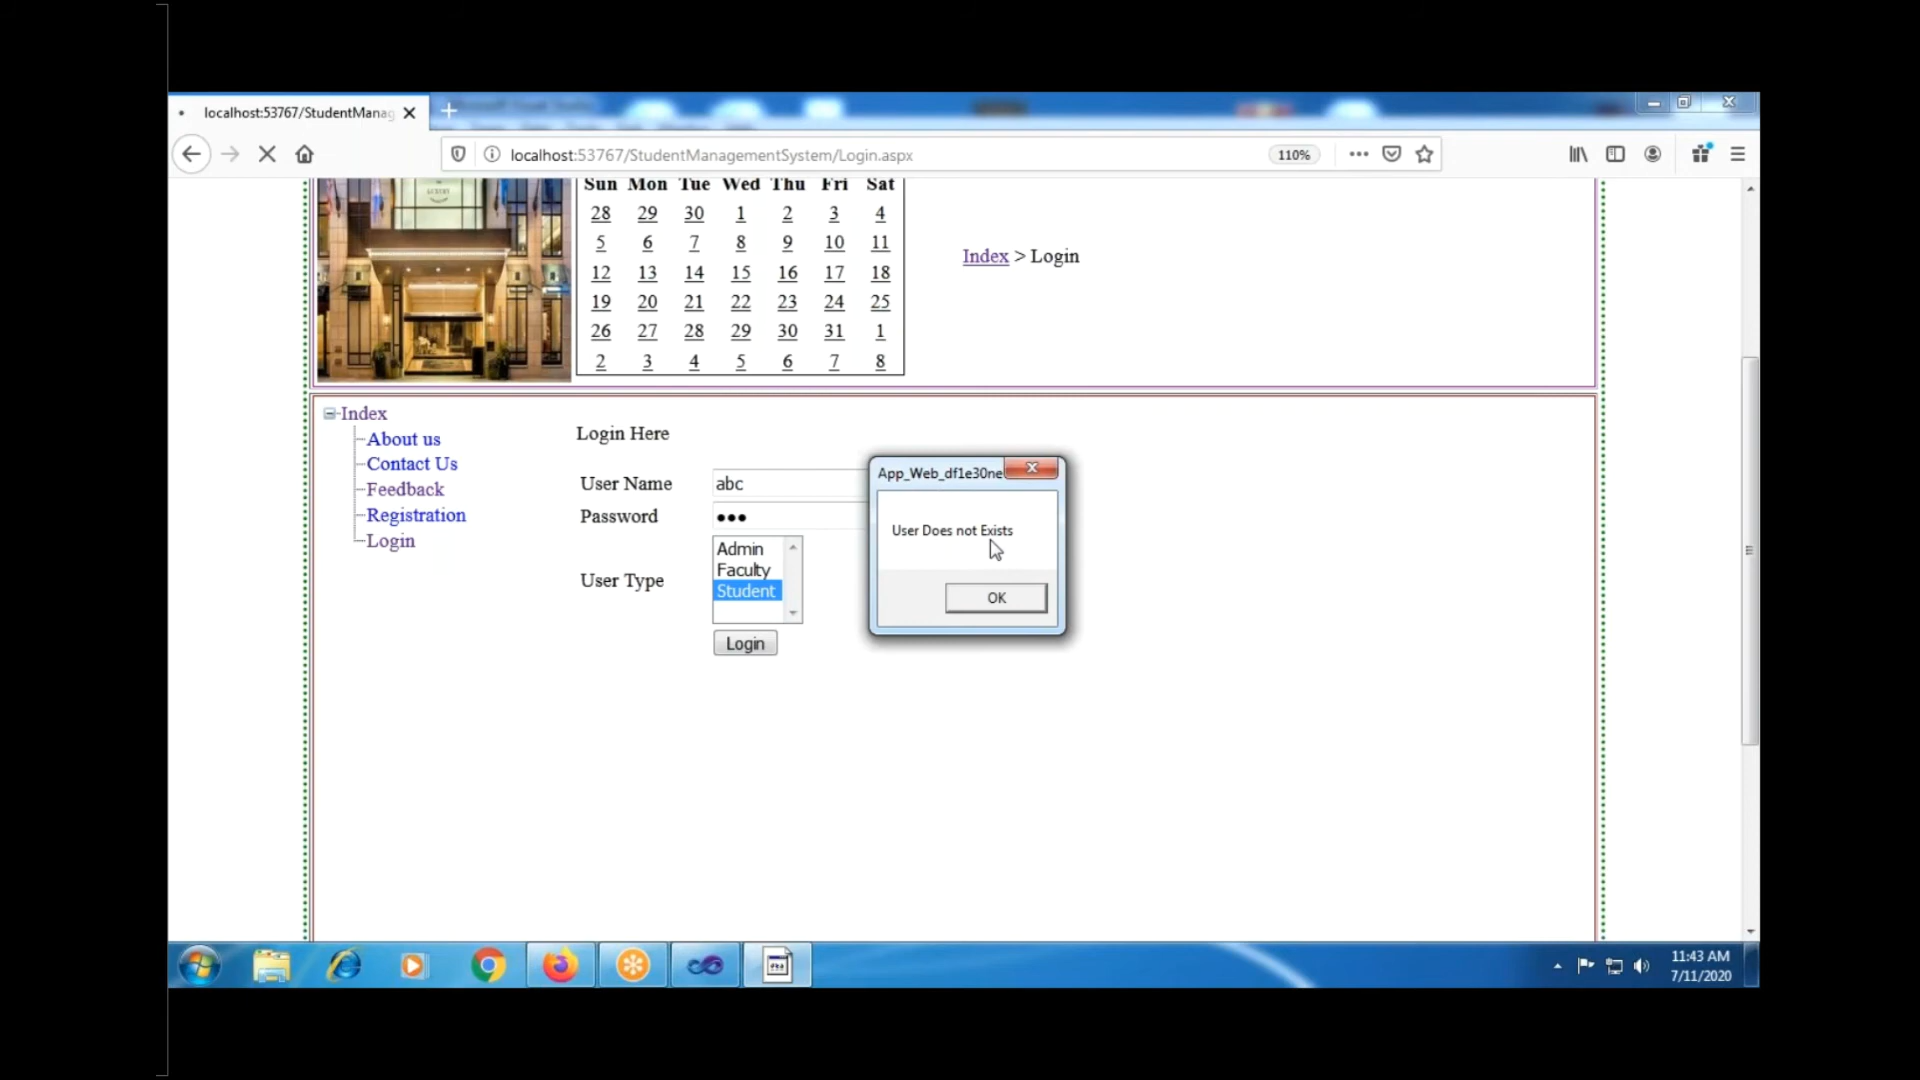 localhost:53767/StudentManag
localhost:53767/StudentManagementSystem/Login.aspx
110%
Sun Mon Tue Wed Thu Fri Sat
28 29 30 1 2 3 4
5 6 7 8 9 10 11
12 13 14 15 16 17 18
19 20 21 22 23 24 25
26 27 28 29 30 31 1
2 3 4 5 6 7 8
Index > Login
Index
About us
Contact Us
Feedback
Registration
Login
Login Here
User Name abc
Password •••
User Type
Admin
Faculty
Student
Login
App_Web_df1e30ne
User Does not Exists
OK
11:43 AM
7/11/2020